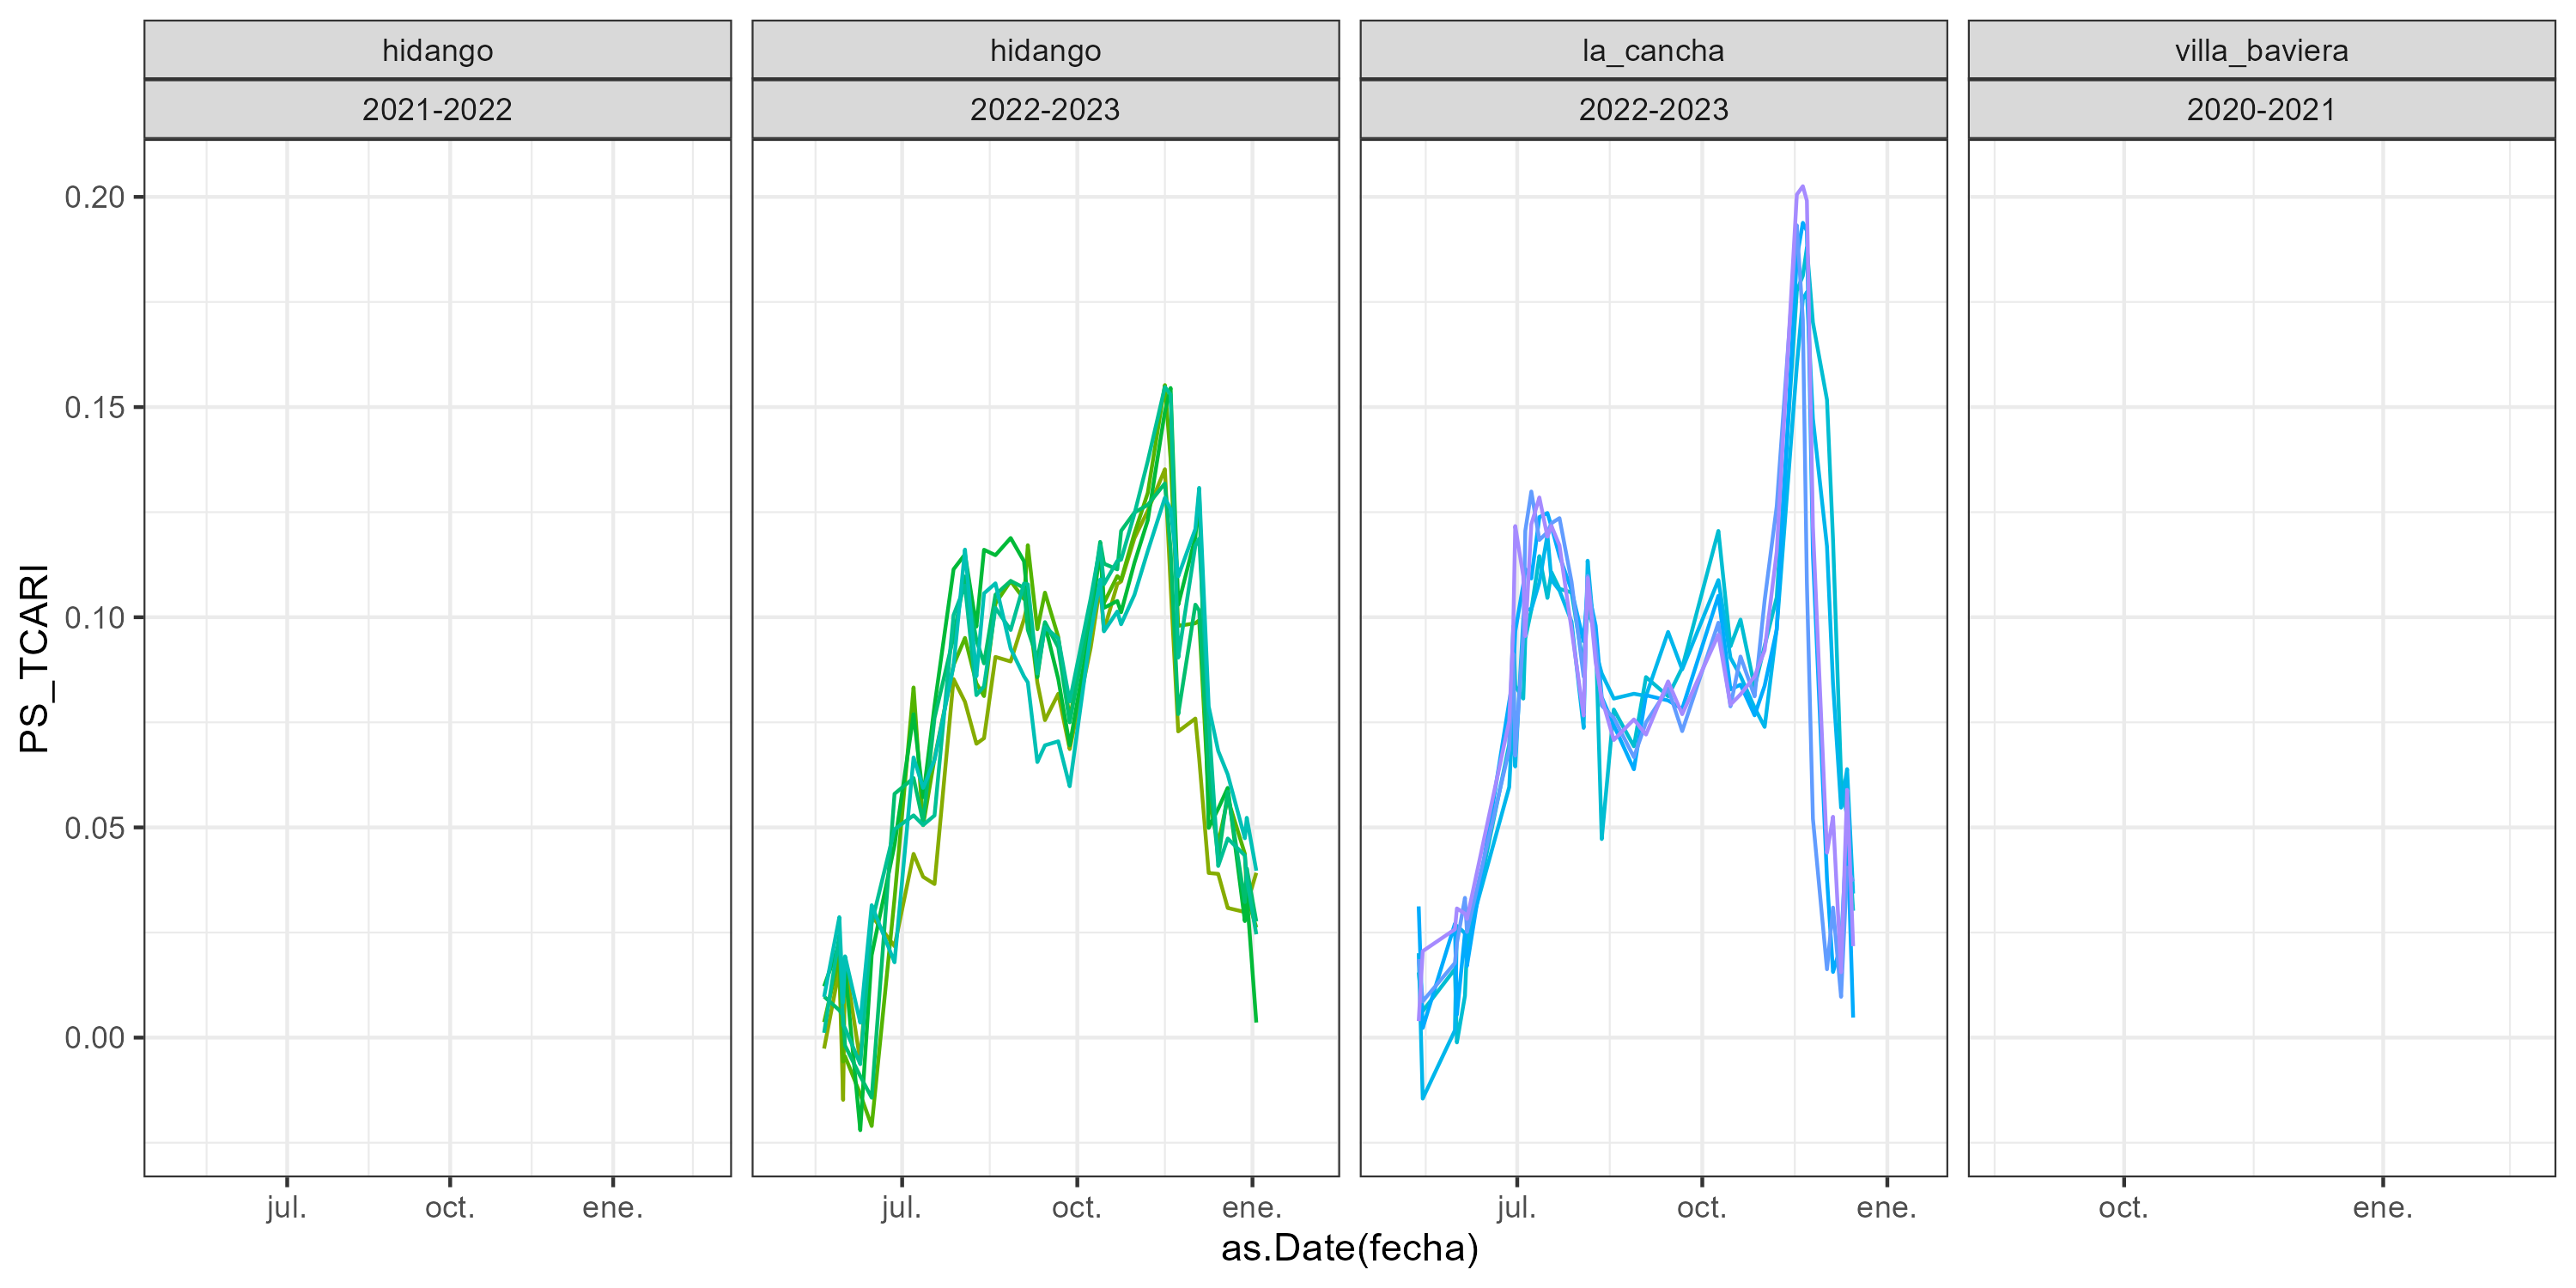 hidango
hidango
la_cancha
villa_baviera
2021-2022
2022-2023
2022-2023
2020-2021
PS_TCARI
0.20
0.15
0.10
0.05
0.00
jul. oct. ene.
jul. oct. ene.
jul. oct. ene.
oct. ene.
as.Date(fecha)